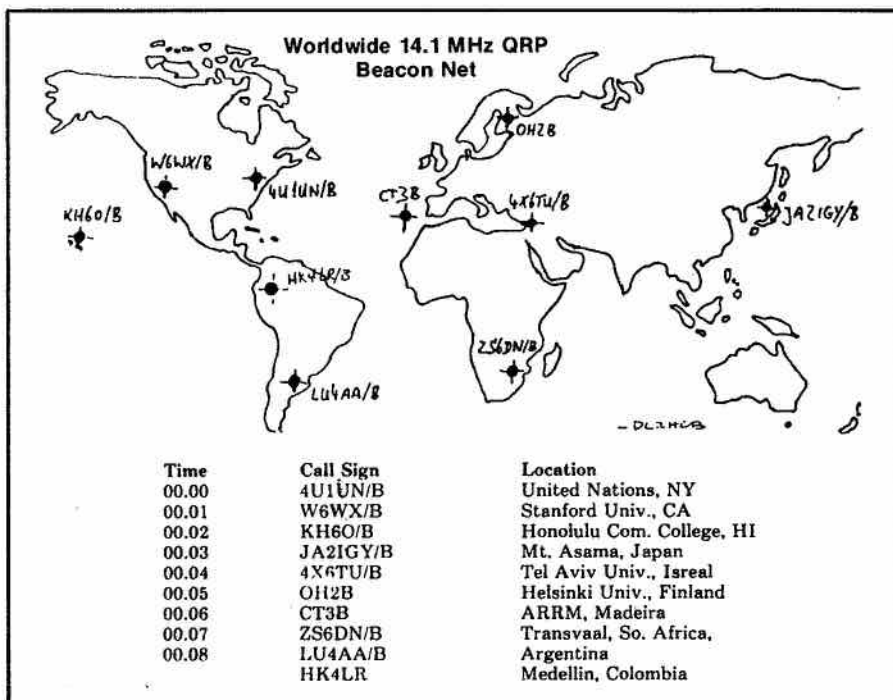 Worldwide 14.1 MHz QRP
Beacon Net
OH2B
W6WX/B
4U1UN/B
CT3B
4X6TU/B
JA2IGY/B
KH6O/B
ZS6DN/B
LU4AA/B
Time Call Sign Location
00.00 4U1UN/B United Nations, NY
00.01 W6WX/B Stanford Univ., CA
00.02 KH6O/B Honolulu Com. College, HI
00.03 JA2IGY/B Mt. Asama, Japan
00.04 4X6TU/B Tel Aviv Univ., Isreal
00.05 OH2B Helsinki Univ., Finland
00.06 CT3B ARRM, Madeira
00.07 ZS6DN/B Transvaal, So. Africa,
00.08 LU4AA/B Argentina
HK4LR Medellin, Colombia